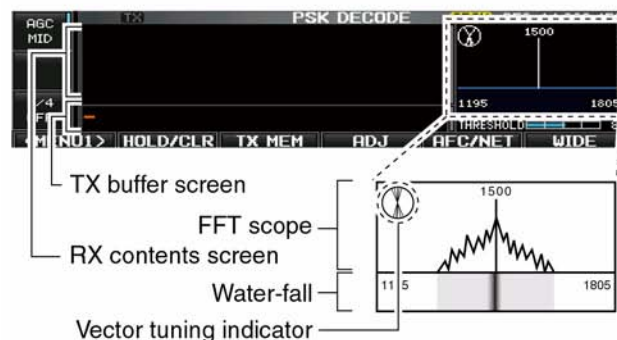 AGC
MID
TX
PSK DECODE
1500
1195
1805
THRESHOLD
<MENU1>
HOLD/CLR
TX MEM
ADJ
AFC/NET
WIDE
TX buffer screen
FFT scope
RX contents screen
Water-fall
Vector tuning indicator
1500
1805